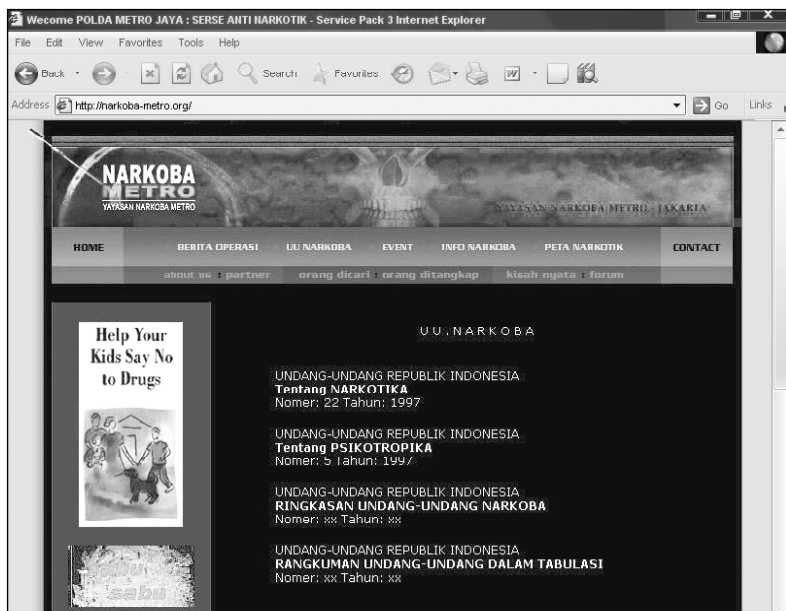 Wecome POLDA METRO JAYA : SERSE ANTI NARKOTIK - Service Pack 3 Internet Explorer
File Edit View Favorites Tools Help
Back Search Favorites
Address http://narkoba-metro.org/ Go Links
NARKOBA
METRO
YAYASAN NARKOBA METRO
YAYASAN NARKOBA METRO - JAKARTA
HOME BERITA OPERASI UU NARKOBA EVENT INFO NARKOBA PETA NARKOTIK CONTACT
about us : partner orang dicari : orang ditangkap kisah nyata : forum
Help Your
Kids Say No
to Drugs
sabu
UU.NARKOBA
UNDANG-UNDANG REPUBLIK INDONESIA
Tentang NARKOTIKA
Nomer: 22 Tahun: 1997
UNDANG-UNDANG REPUBLIK INDONESIA
Tentang PSIKOTROPIKA
Nomer: 5 Tahun: 1997
UNDANG-UNDANG REPUBLIK INDONESIA
RINGKASAN UNDANG-UNDANG NARKOBA
Nomer: xx Tahun: xx
UNDANG-UNDANG REPUBLIK INDONESIA
RANGKUMAN UNDANG-UNDANG DALAM TABULASI
Nomer: xx Tahun: xx